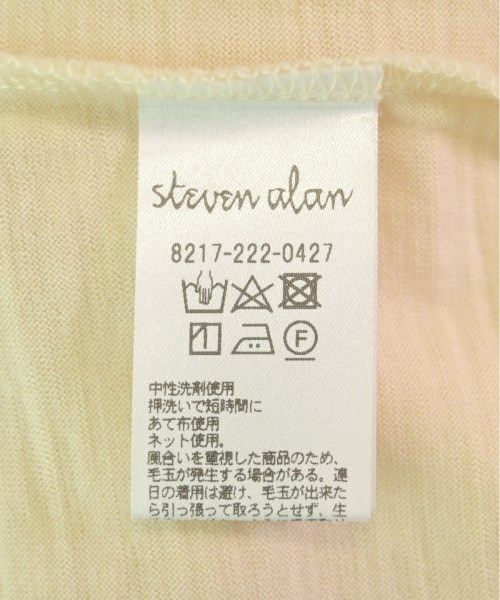 steven alan
8217-222-0427
F
中性洗剤使用
押洗いで短時間に
あて布使用
ネット使用。
風合いを重視した商品のため、
毛玉が発生する場合がある。連
日の着用は避け、毛玉が出来た
ら引っ張って取ろうとせず、生